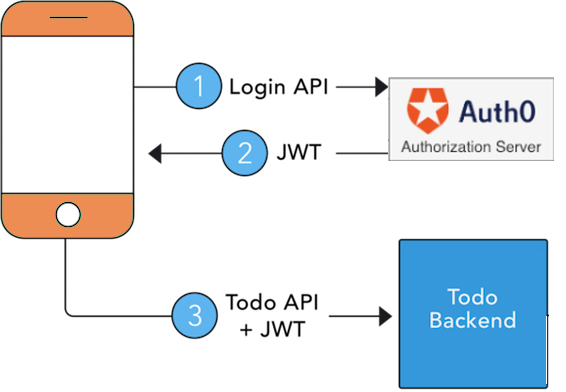 1 Login API
Auth0
Authorization Server
2 JWT
3 Todo API
+ JWT
Todo
Backend